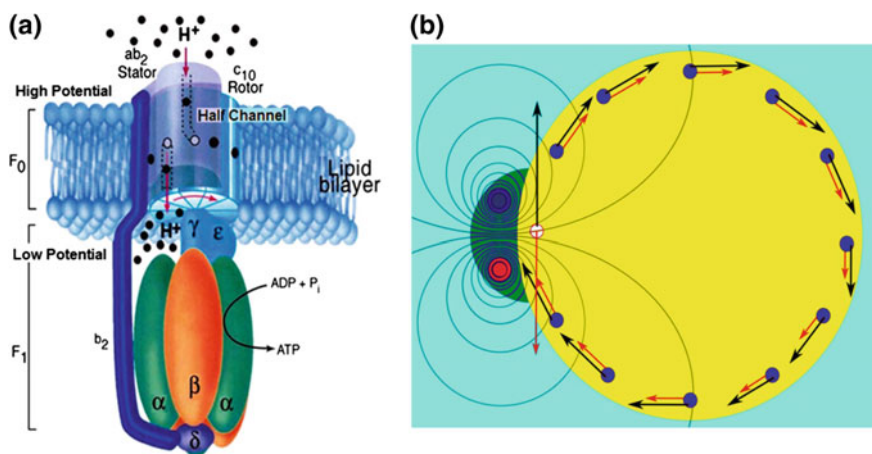 (a)
H⁺
ab₂
Stator
c₁₀
Rotor
High Potential
Half Channel
F₀
Lipid
bilayer
H⁺
γ
ε
Low Potential
ADP + Pᵢ
F₁
b₂
ATP
β
α
α
δ
(b)